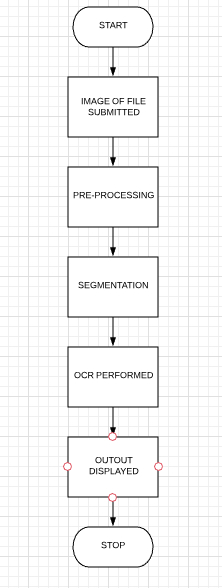 START
IMAGE OF FILE
SUBMITTED
PRE-PROCESSING
SEGMENTATION
OCR PERFORMED
OUTOUT
DISPLAYED
STOP